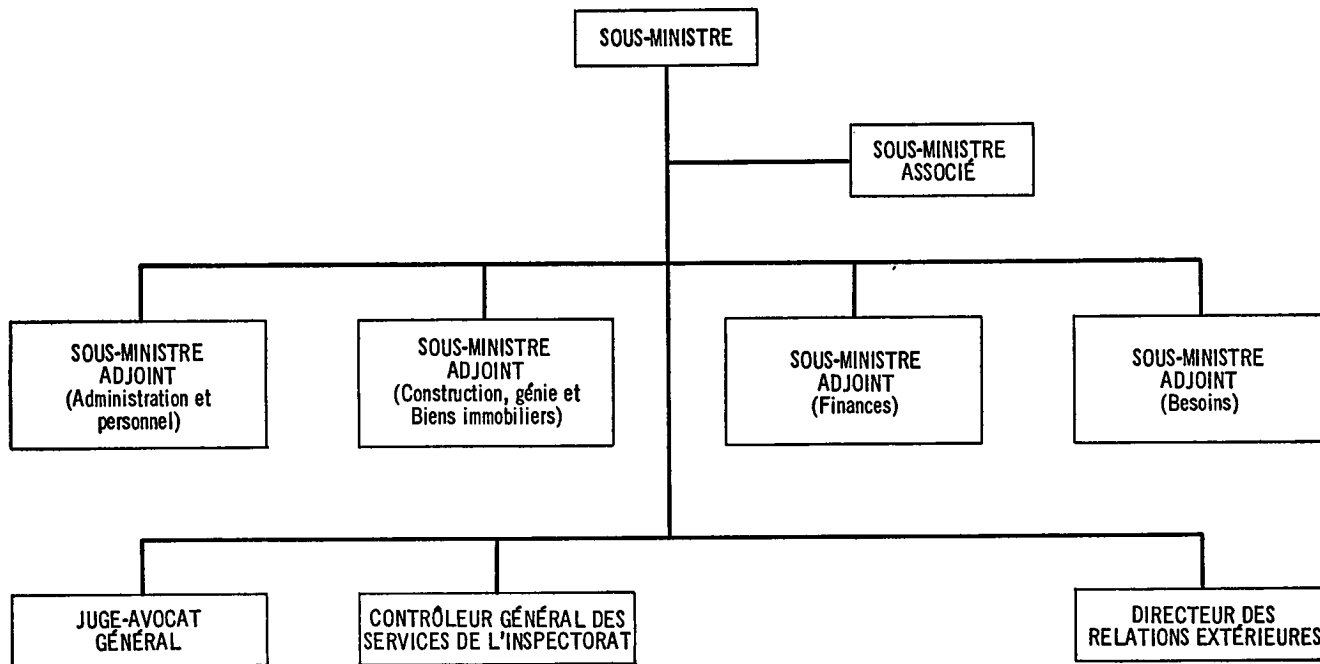 SOUS-MINISTRE
SOUS-MINISTRE
ASSOCIÉ
SOUS-MINISTRE
ADJOINT
(Administration et
personnel)
SOUS-MINISTRE
ADJOINT
(Construction, génie et
Biens immobiliers)
SOUS-MINISTRE
ADJOINT
(Finances)
SOUS-MINISTRE
ADJOINT
(Besoins)
JUGE-AVOCAT
GÉNÉRAL
CONTRÔLEUR GÉNÉRAL DES
SERVICES DE L'INSPECTORAT
DIRECTEUR DES
RELATIONS EXTÉRIEURES